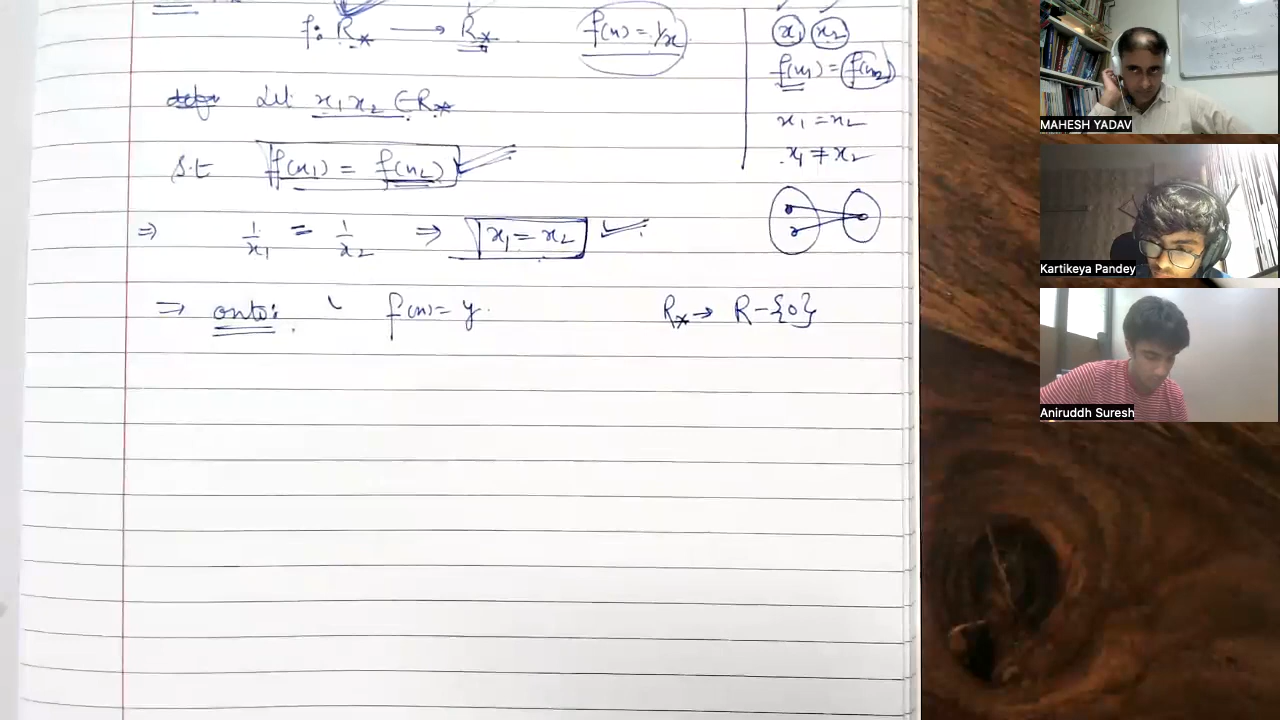 f: R* ⟶ R* f(x) = 1/x
Let x₁ x₂ ∈ R*
s.t f(x₁) = f(x₂)
⇒ 1/x₁ = 1/x₂ ⇒ x₁ = x₂
⇒ onto: f(x) = y. R* → R-{0}
x₁ x₂
f(x₁) = f(x₂)
x₁ = x₂
x₁ ≠ x₂
MAHESH YADAV
Kartikeya Pandey
Aniruddh Suresh